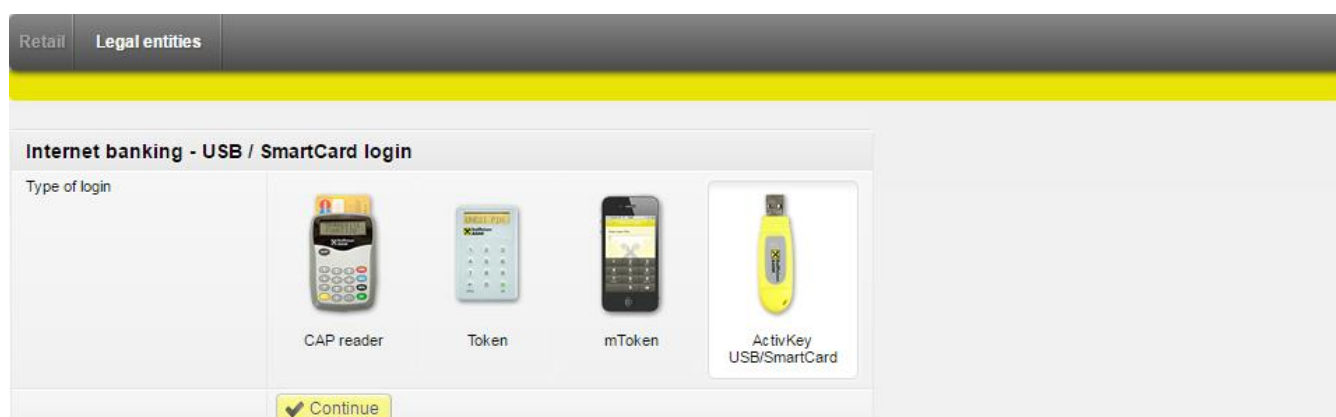 Retail
Legal entities
Internet banking - USB / SmartCard login
Type of login
CAP reader
Token
mToken
ActivKey
USB/SmartCard
Continue